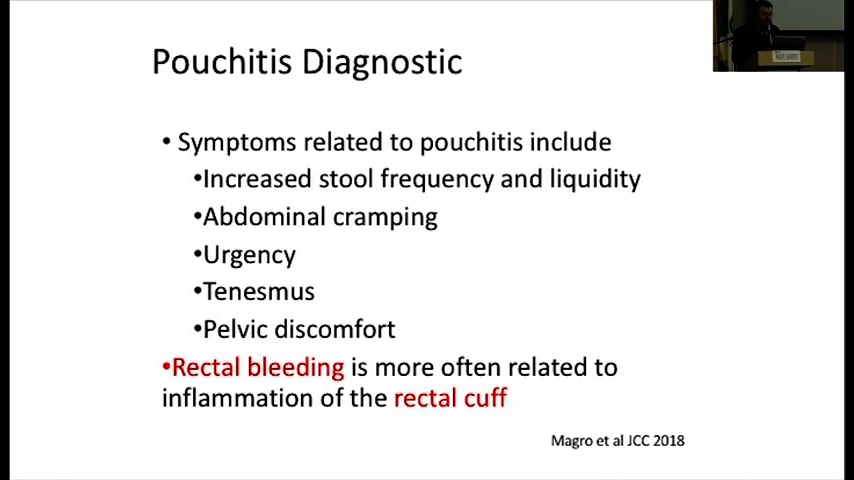 Pouchitis Diagnostic
• Symptoms related to pouchitis include
•Increased stool frequency and liquidity
•Abdominal cramping
•Urgency
•Tenesmus
•Pelvic discomfort
•Rectal bleeding is more often related to
inflammation of the rectal cuff
Magro et al JCC 2018